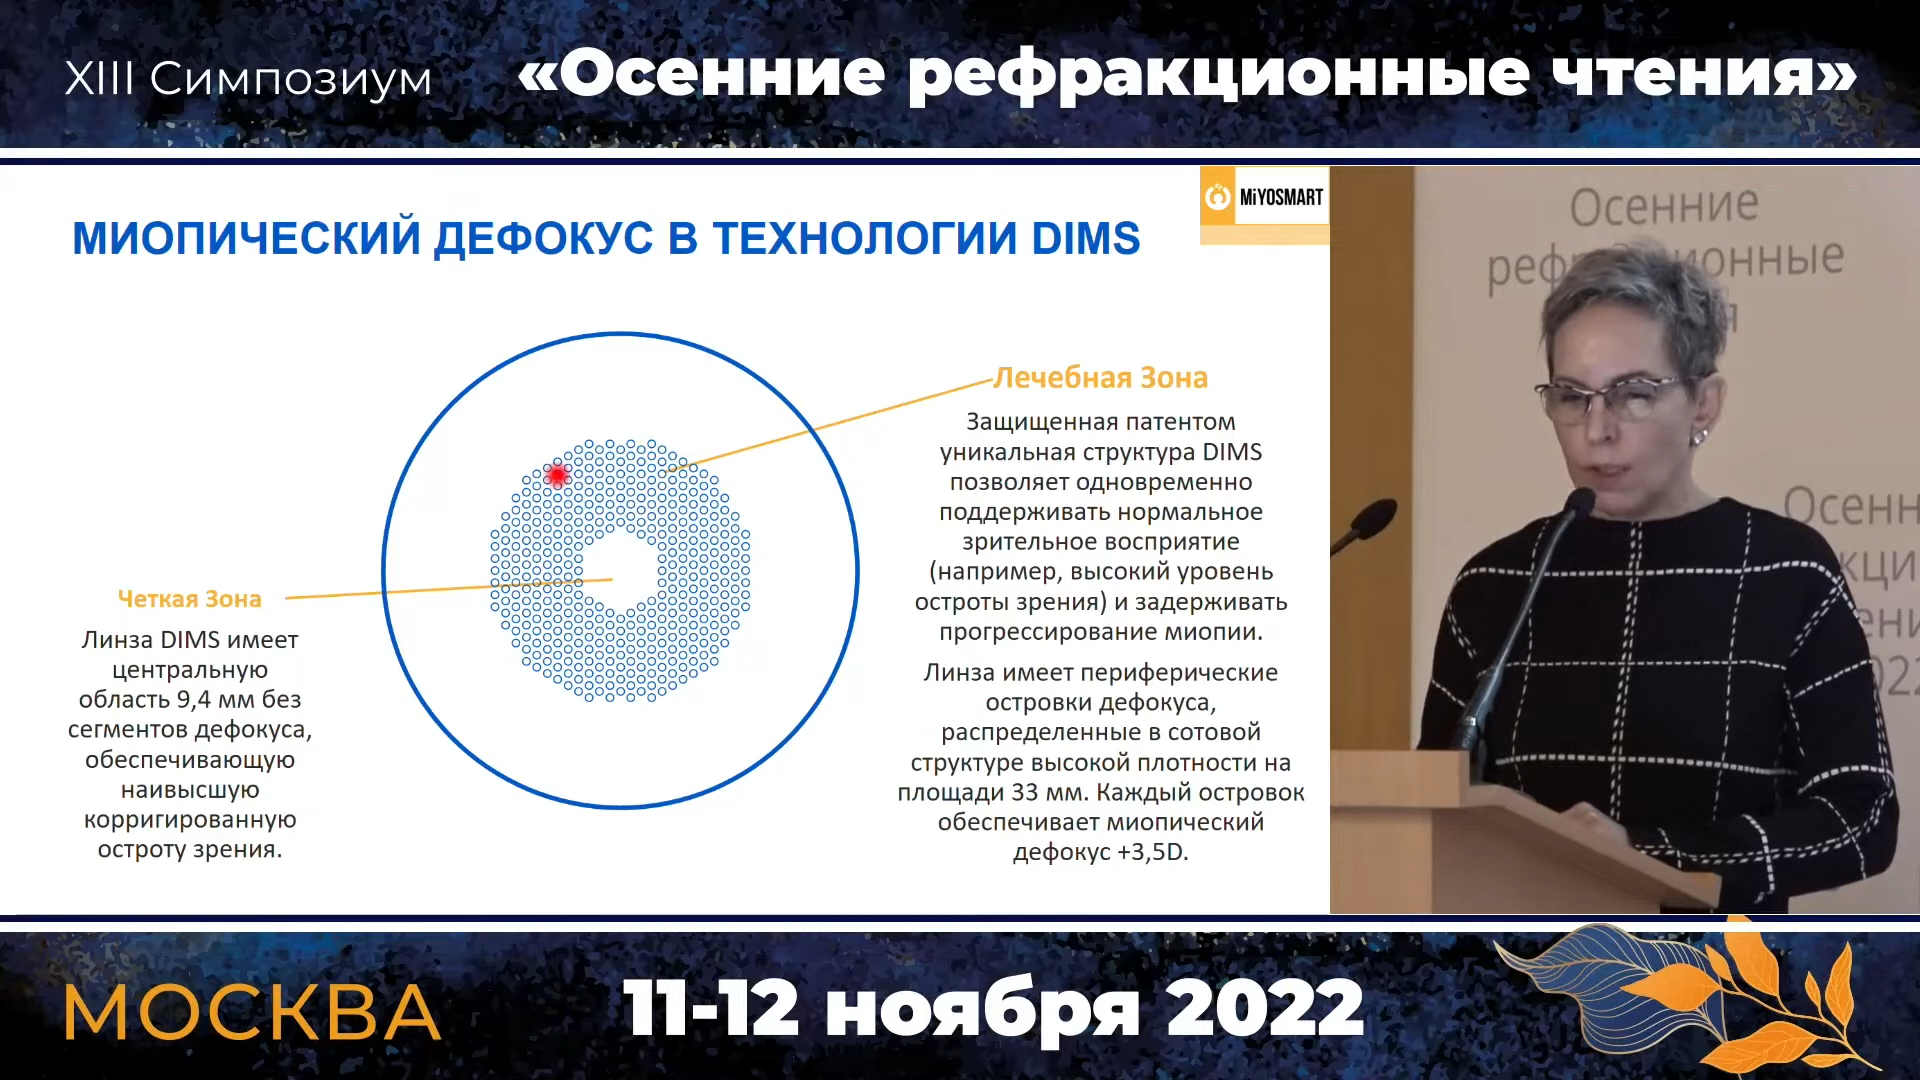 XIII Симпозиум «Осенние рефракционные чтения»
MiYOSMART
МИОПИЧЕСКИЙ ДЕФОКУС В ТЕХНОЛОГИИ DIMS
Лечебная Зона
Защищенная патентом
уникальная структура DIMS
позволяет одновременно
поддерживать нормальное
зрительное восприятие
(например, высокий уровень
остроты зрения) и задерживать
прогрессирование миопии.
Линза имеет периферические
островки дефокуса,
распределенные в сотовой
структуре высокой плотности на
площади 33 мм. Каждый островок
обеспечивает миопический
дефокус +3,5D.
Четкая Зона
Линза DIMS имеет
центральную
область 9,4 мм без
сегментов дефокуса,
обеспечивающую
наивысшую
корригированную
остроту зрения.
Осенние
МОСКВА
11-12 ноября 2022